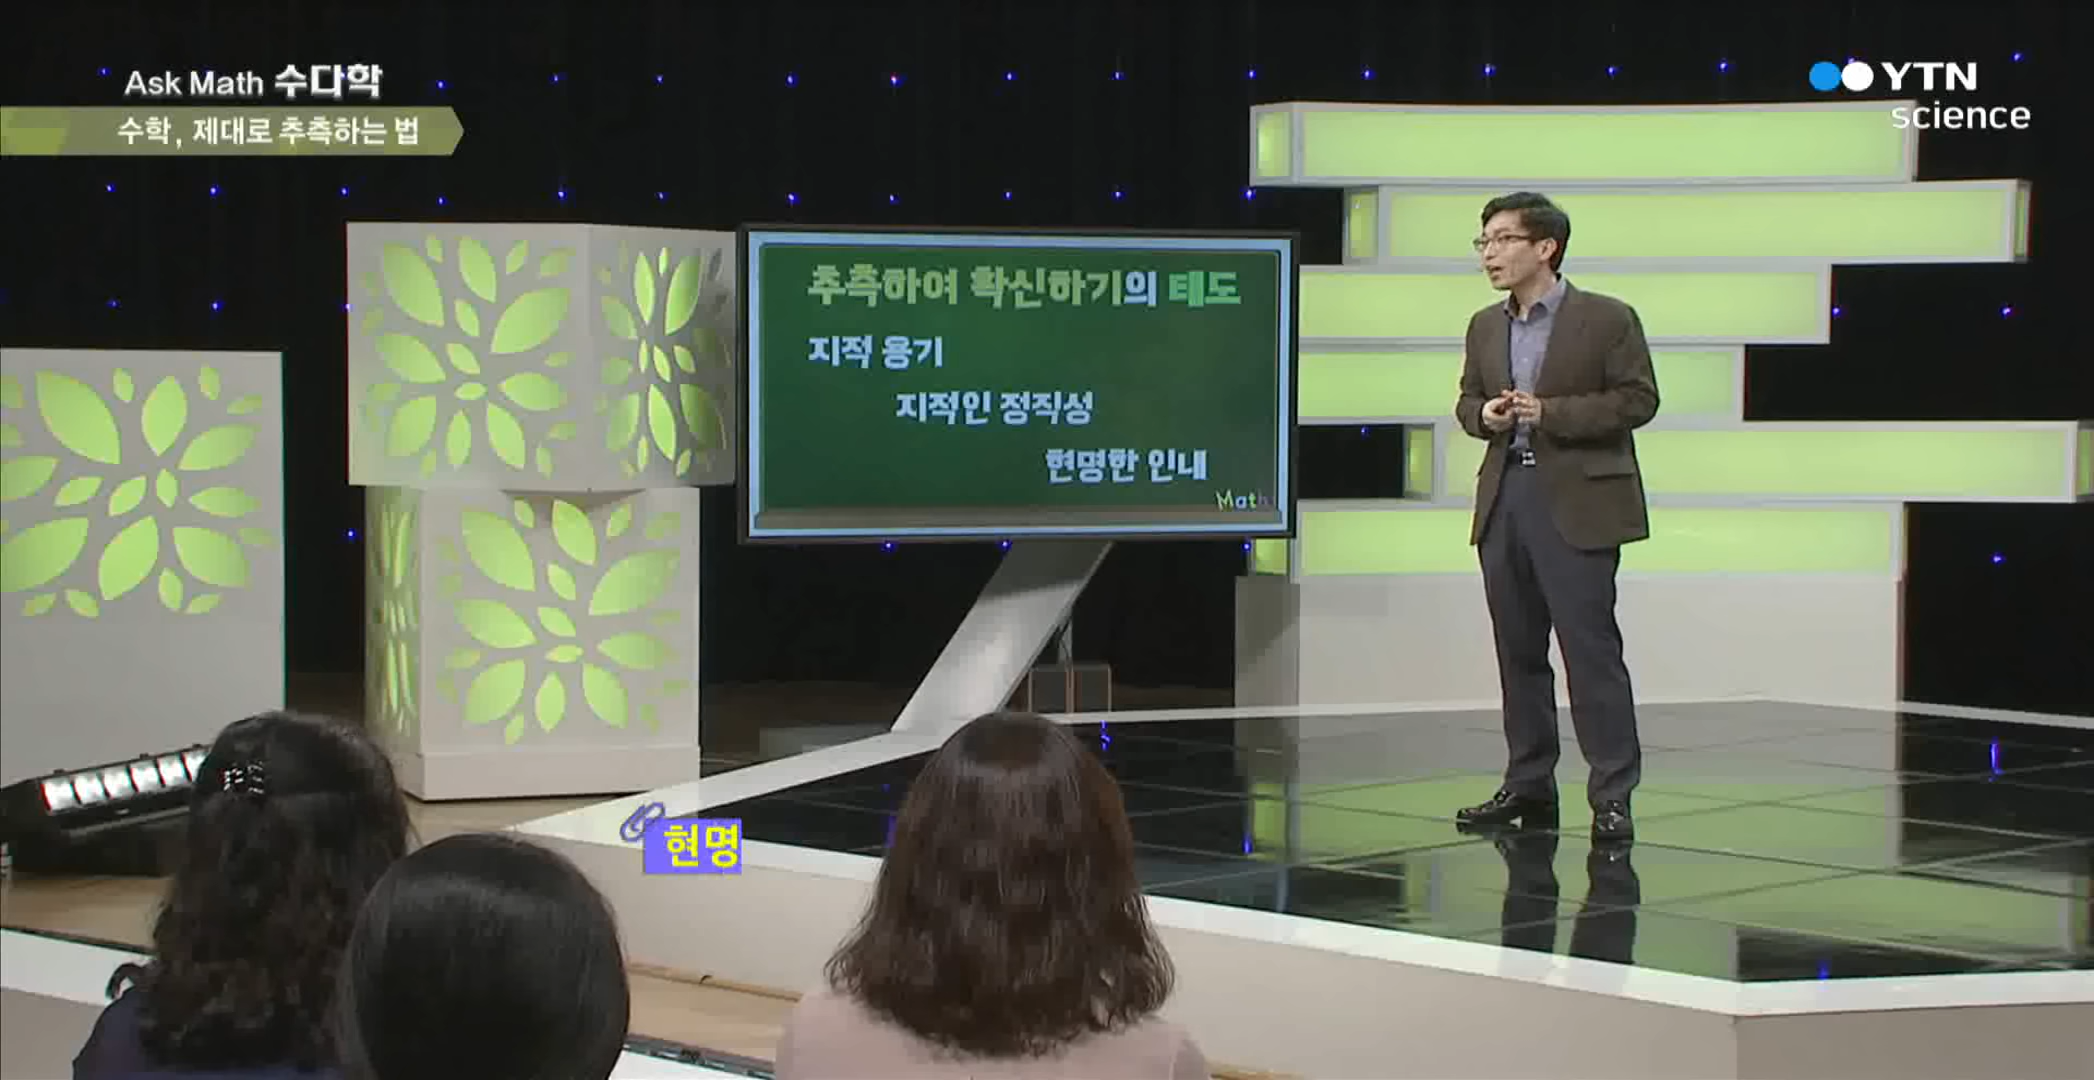 Ask Math 수다학
수학, 제대로 추측하는 법
YTN
science
추측하여 확신하기의 태도
지적 용기
지적인 정직성
현명한 인내
Math
현명